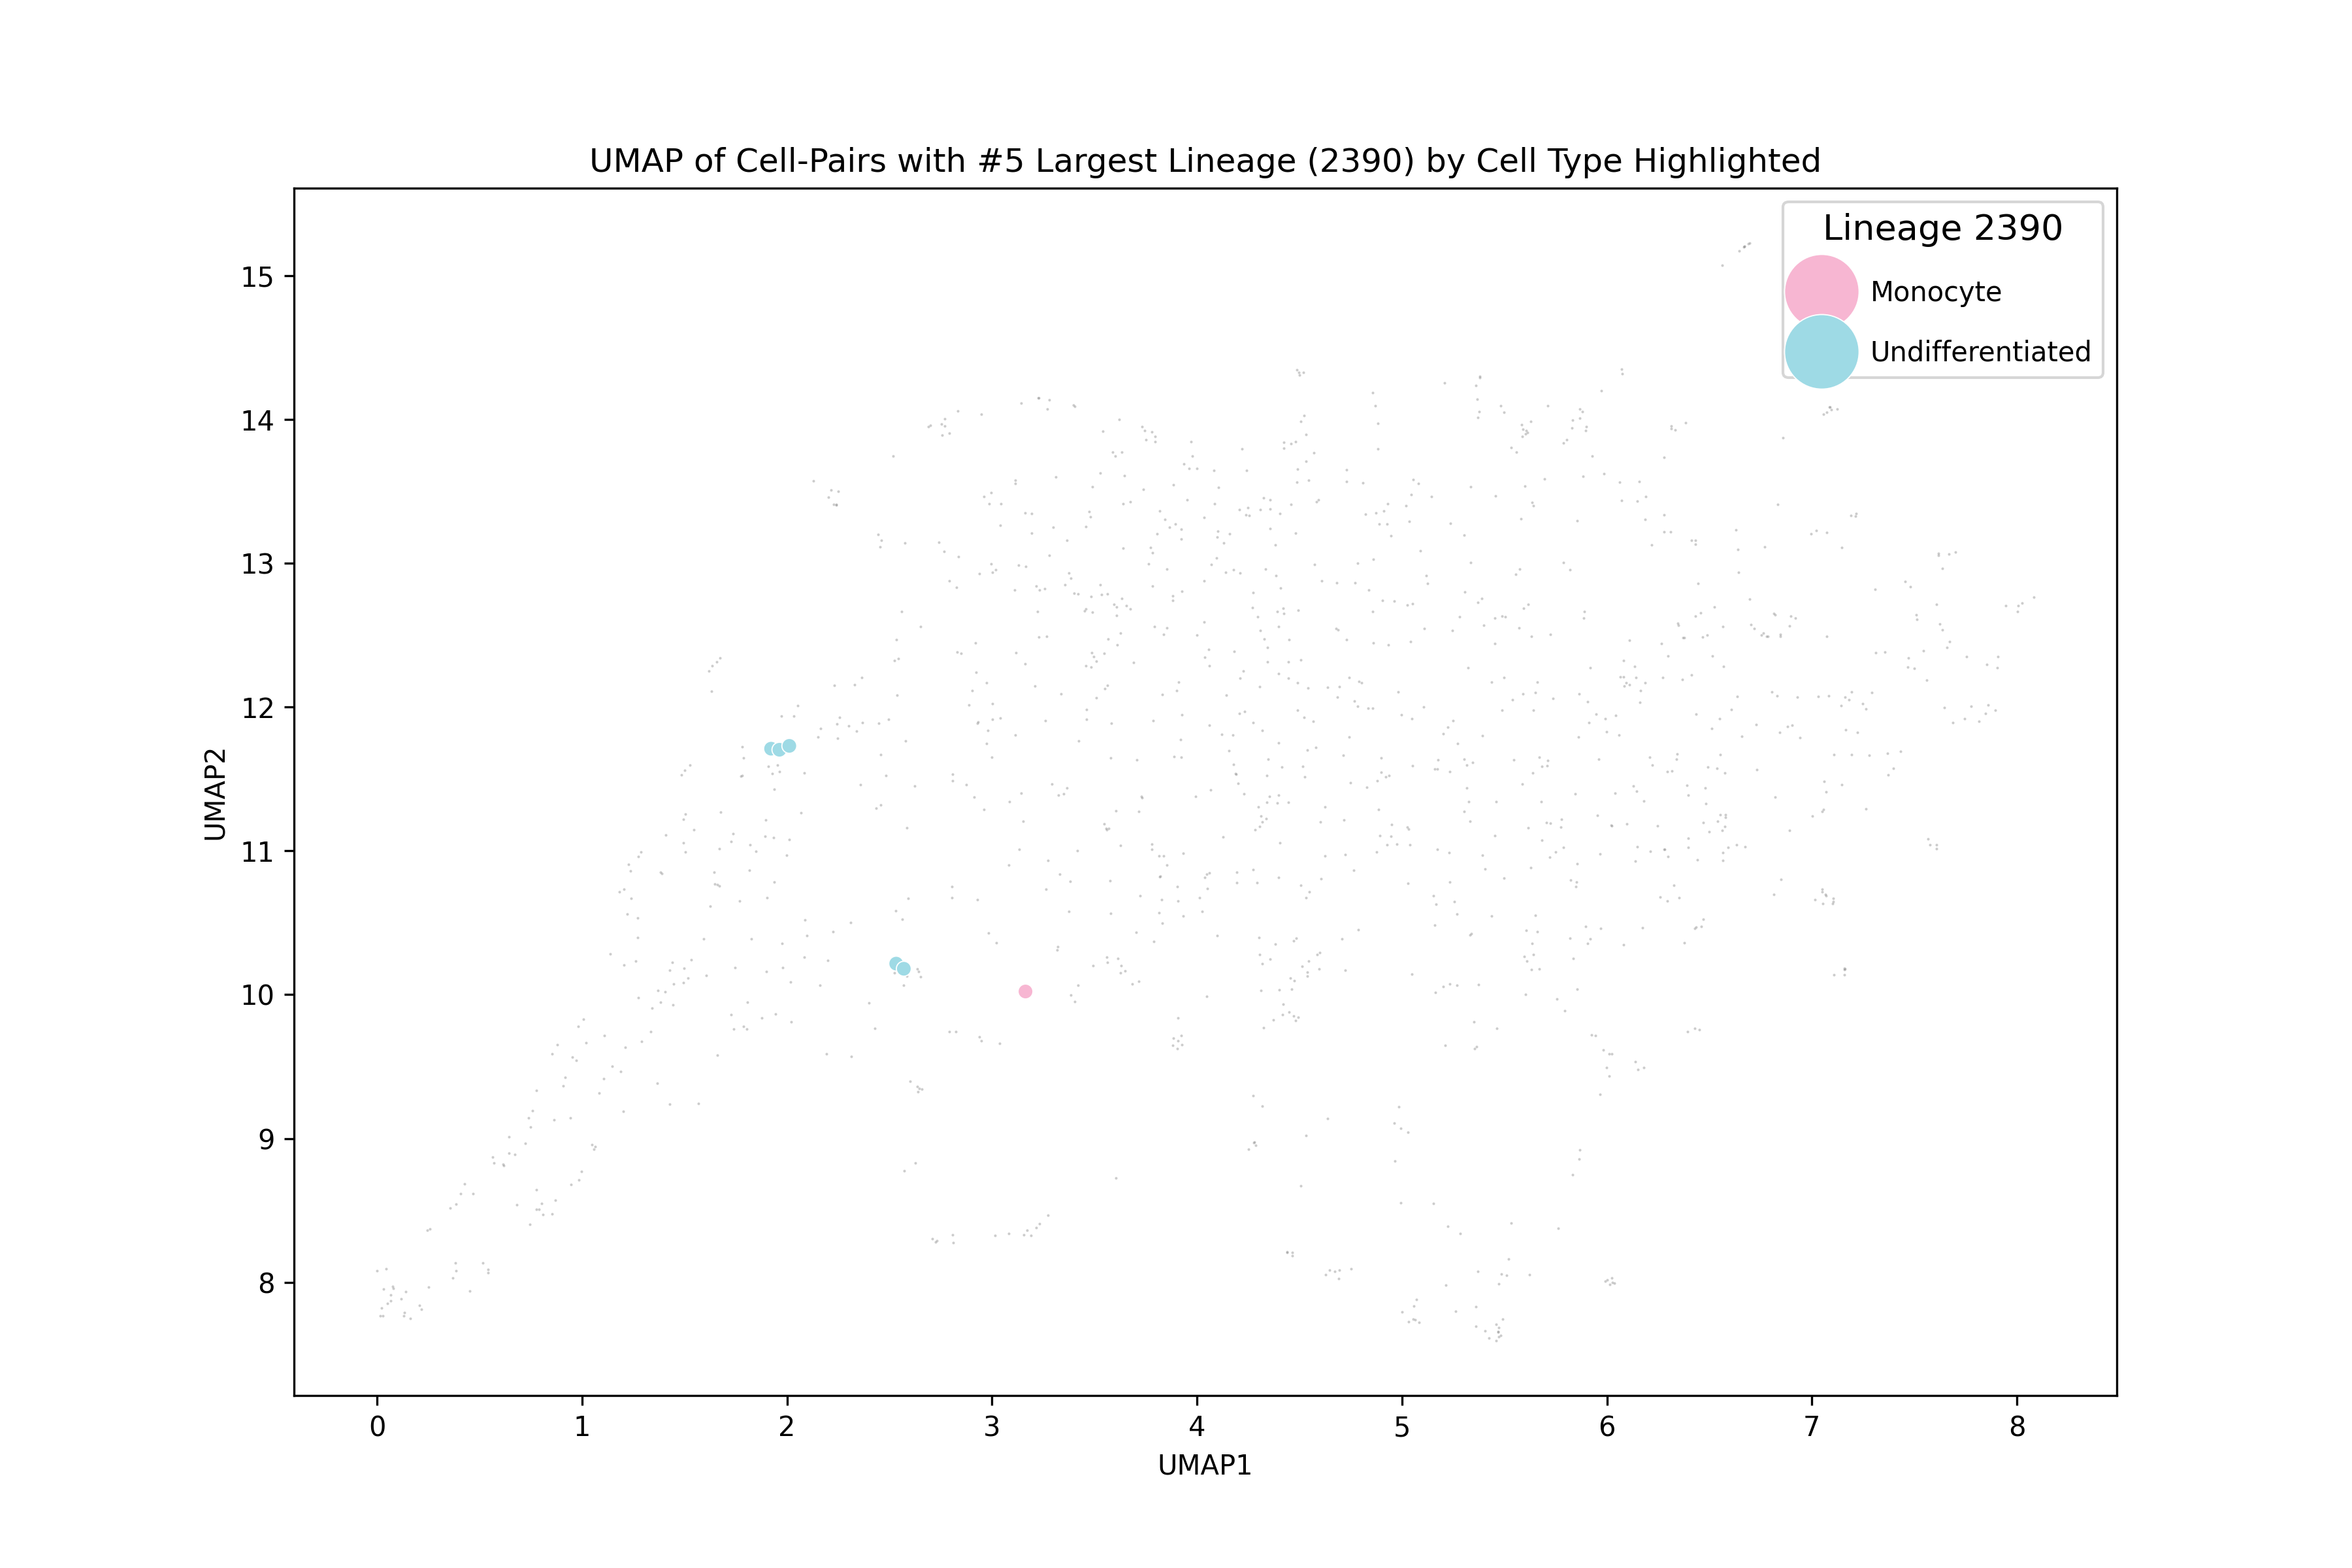 UMAP of Cell-Pairs with #5 Largest Lineage (2390) by Cell Type Highlighted
Lineage 2390
Monocyte
Undifferentiated
UMAP2
15
14
13
12
11
10
9
8
0 1 2 3 4 5 6 7 8
UMAP1